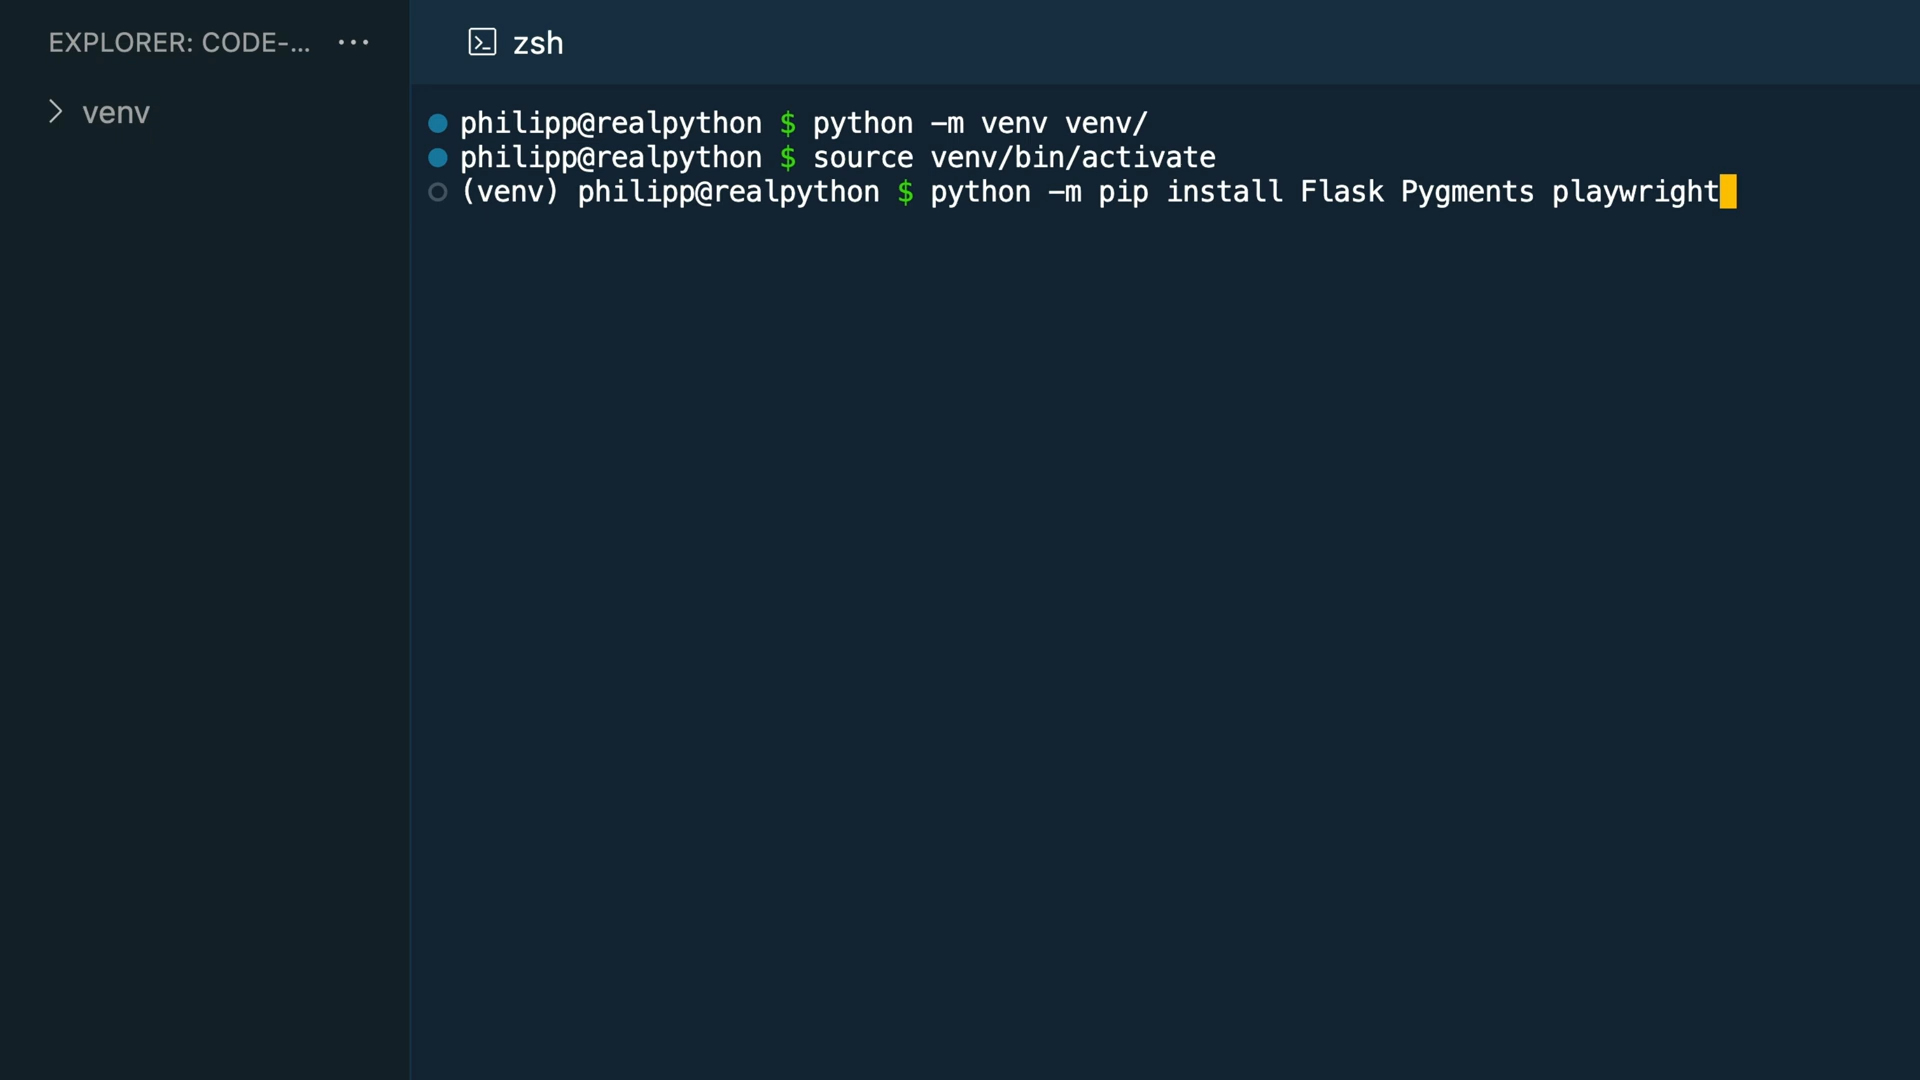 EXPLORER: CODE-... ···
venv
zsh
philipp@realpython $ python -m venv venv/
philipp@realpython $ source venv/bin/activate
(venv) philipp@realpython $ python -m pip install Flask Pygments playwright